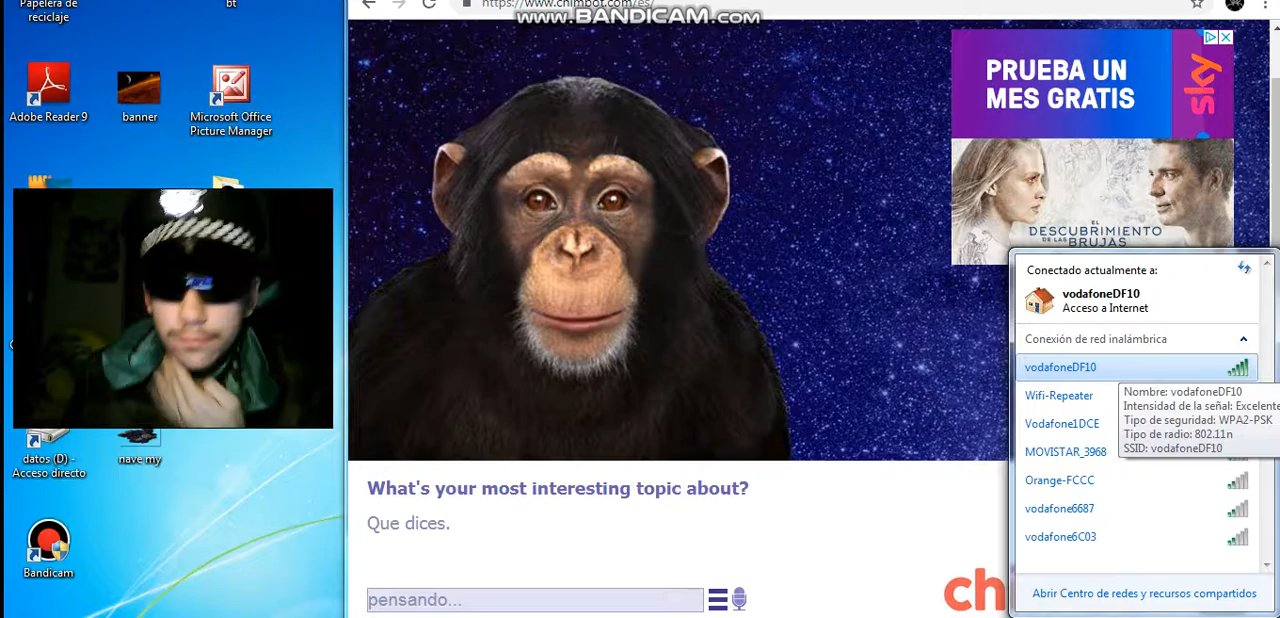 Papelera de
reciclaje
bt
Adobe Reader 9
banner
Microsoft Office
Picture Manager
datos (D) -
Acceso directo
nave my
Bandicam
https://www.chimbot.com/es/
www.BANDICAM.com
PRUEBA UN
MES GRATIS
sky
EL
DESCUBRIMIENTO
DE LAS BRUJAS
What's your most interesting topic about?
Que dices.
pensando...
ch
Conectado actualmente a:
vodafoneDF10
Acceso a Internet
Conexión de red inalámbrica
vodafoneDF10
Wifi-Repeater
Vodafone1DCE
MOVISTAR_3968
Orange-FCCC
vodafone6687
vodafone6C03
Nombre: vodafoneDF10
Intensidad de la señal: Excelente
Tipo de seguridad: WPA2-PSK
Tipo de radio: 802.11n
SSID: vodafoneDF10
Abrir Centro de redes y recursos compartidos